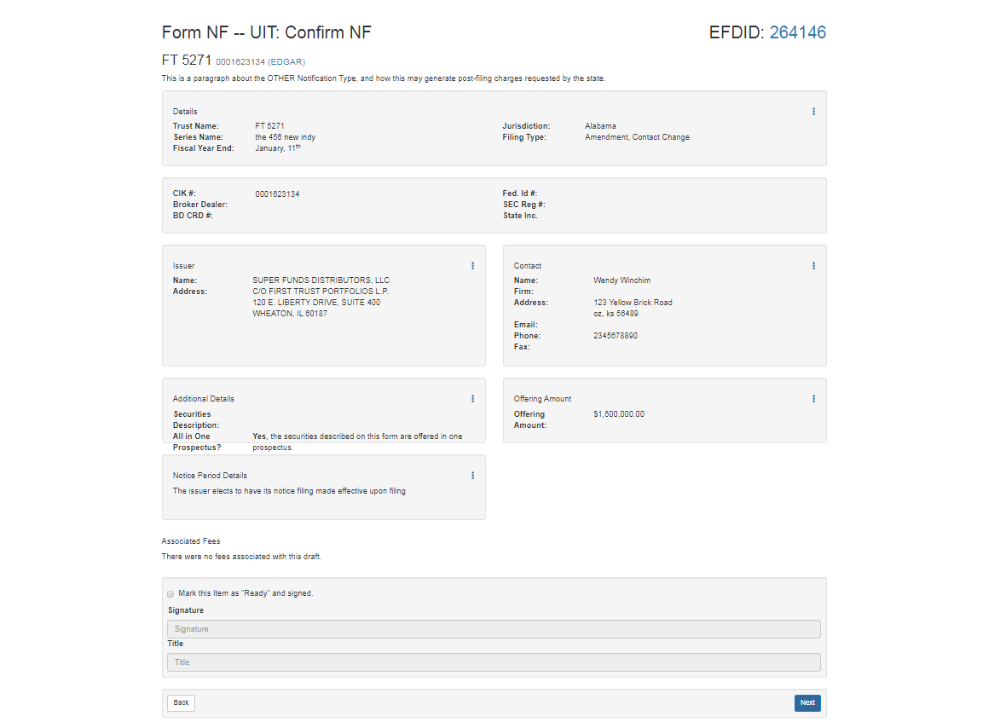 Form NF -- UIT: Confirm NF EFDID: 264146
FT 5271 0001623134 (EDGAR)
This is a paragraph about the OTHER Notification Type, and how this may generate post-filing charges requested by the state.
Details
Trust Name: FT 5271 Jurisdiction: Alabama
Series Name: the 456 new indy Filing Type: Amendment, Contact Change
Fiscal Year End: January, 11th
CIK #: 0001623134 Fed. Id #:
Broker Dealer: SEC Reg #:
BD CRD #: State Inc.
Issuer
Name: SUPER FUNDS DISTRIBUTORS, LLC
Address: C/O FIRST TRUST PORTFOLIOS L.P.
120 E. LIBERTY DRIVE, SUITE 400
WHEATON, IL 60187
Contact
Name: Wendy Winchim
Firm:
Address: 123 Yellow Brick Road
oz, ks 56489
Email:
Phone: 2345678890
Fax:
Additional Details
Securities
Description:
All in One Yes, the securities described on this form are offered in one
Prospectus? prospectus.
Offering Amount
Offering $1,500,000.00
Amount:
Notice Period Details
The issuer elects to have its notice filing made effective upon filing
Associated Fees
There were no fees associated with this draft.
Mark this Item as "Ready" and signed.
Signature
Signature
Title
Title
Back Next